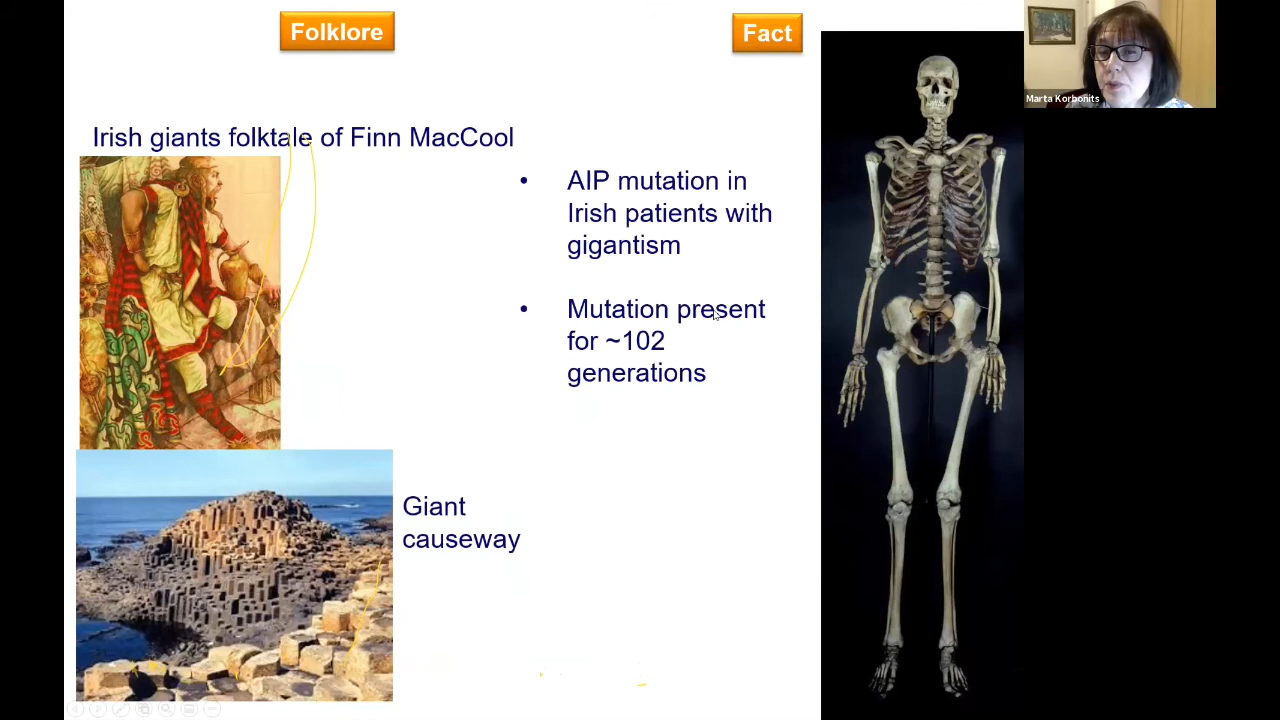 Folklore
Fact
Marta Korbonits
Irish giants folktale of Finn MacCool
• AIP mutation in
Irish patients with
gigantism
• Mutation present
for ~102
generations
Giant
causeway